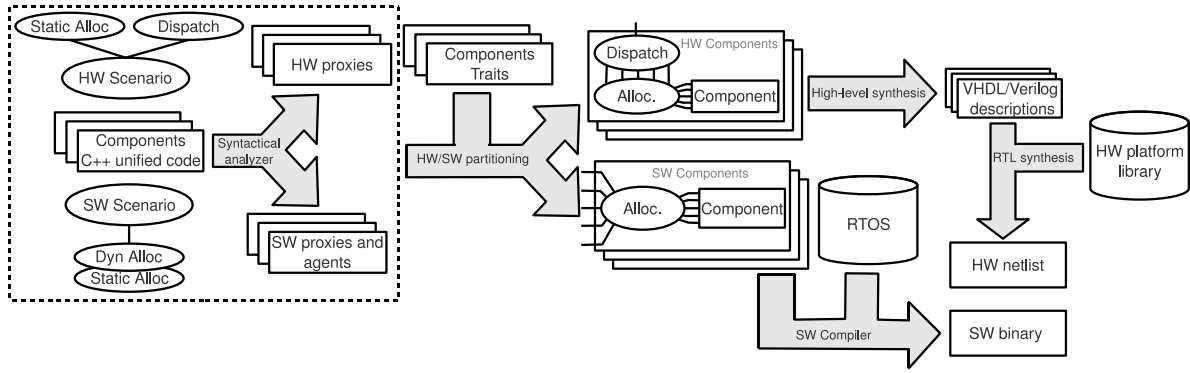 Static Alloc
Dispatch
HW Scenario
HW proxies
Components
C++ unified code
Syntactical
analyzer
SW Scenario
Dyn Alloc
Static Alloc
SW proxies and
agents
Components
Traits
HW/SW partitioning
HW Components
Dispatch
Alloc.
Component
SW Components
Alloc.
Component
High-level synthesis
VHDL/Verilog
descriptions
RTL synthesis
HW platform
library
RTOS
HW netlist
SW Compiler
SW binary